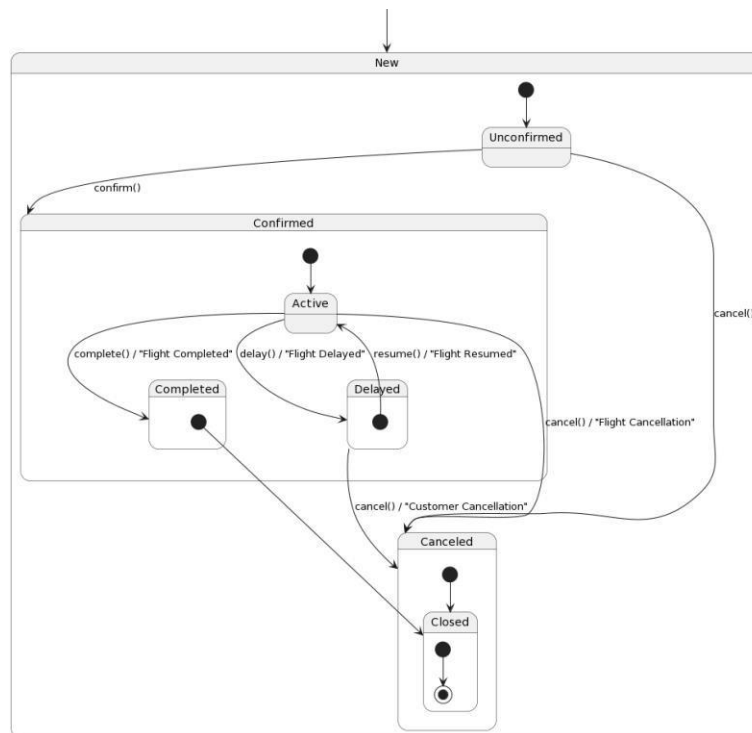 New
Unconfirmed
confirm()
Confirmed
cancel()
Active
complete() / "Flight Completed"
delay() / "Flight Delayed"
resume() / "Flight Resumed"
Completed
Delayed
cancel() / "Flight Cancellation"
cancel() / "Customer Cancellation"
Canceled
Closed